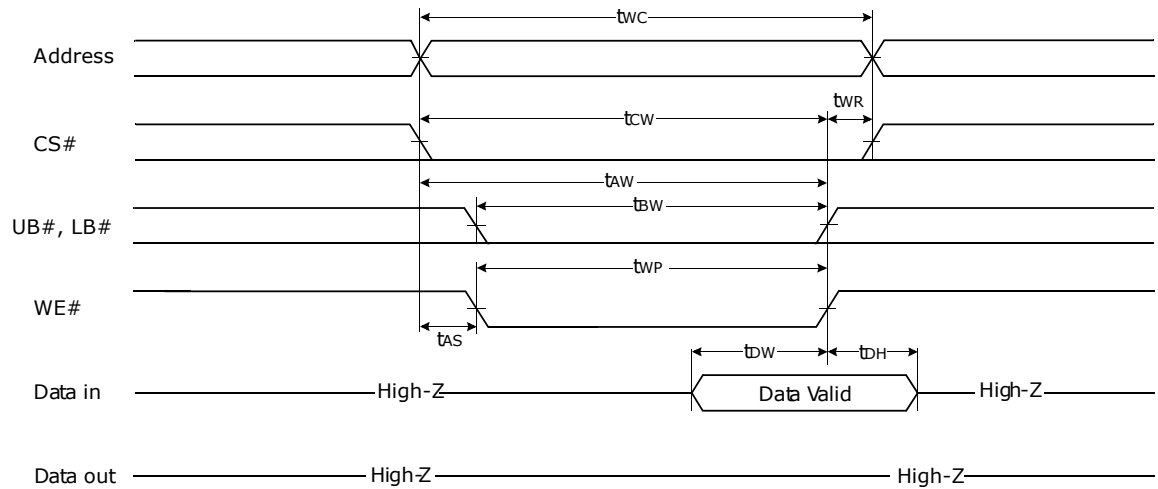 tWC
Address
tWR
tCW
CS#
tAW
tBW
UB#, LB#
tWP
WE#
tAS
tDW
tDH
Data in
High-Z
Data Valid
High-Z
Data out
High-Z
High-Z